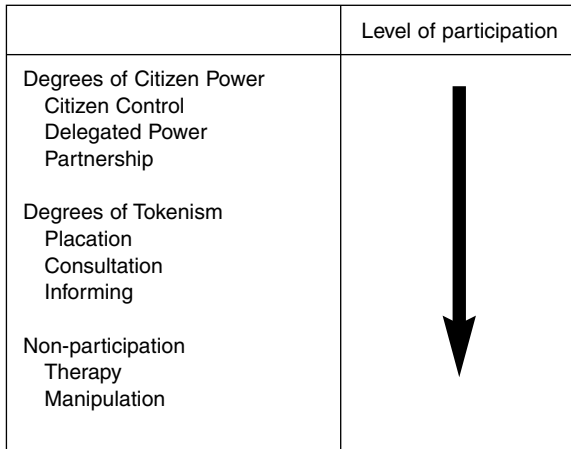 Level of participation
Degrees of Citizen Power
Citizen Control
Delegated Power
Partnership
Degrees of Tokenism
Placation
Consultation
Informing
Non-participation
Therapy
Manipulation